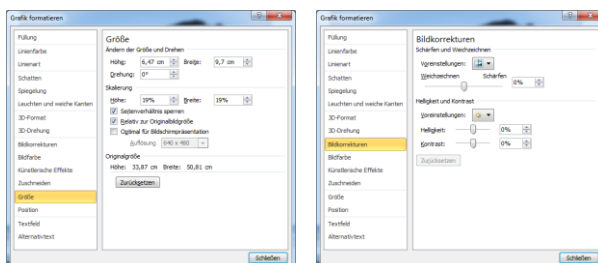 Grafik formatieren
Füllung
Linienfarbe
Linienart
Schatten
Spiegelung
Leuchten und weiche Kanten
3D-Format
3D-Drehung
Bildkorrekturen
Bildfarbe
Künstlerische Effekte
Zuschneiden
Größe
Position
Textfeld
Alternativtext
Größe
Ändern der Größe und Drehen
Höhe: 6,47 cm Breite: 9,7 cm
Drehung: 0°
Skalierung
Höhe: 19% Breite: 19%
Seitenverhältnis sperren
Relativ zur Originalbildgröße
Optimal für Bildschirmpräsentation
Auflösung 640 x 480
Originalgröße
Höhe: 33,87 cm Breite: 50,81 cm
Zurücksetzen
Schließen
Grafik formatieren
Füllung
Linienfarbe
Linienart
Schatten
Spiegelung
Leuchten und weiche Kanten
3D-Format
3D-Drehung
Bildkorrekturen
Bildfarbe
Künstlerische Effekte
Zuschneiden
Größe
Position
Textfeld
Alternativtext
Bildkorrekturen
Schärfen und Weichzeichnen
Voreinstellungen:
Weichzeichnen Schärfen
0%
Helligkeit und Kontrast
Voreinstellungen:
Helligkeit: 0%
Kontrast: 0%
Zurücksetzen
Schließen